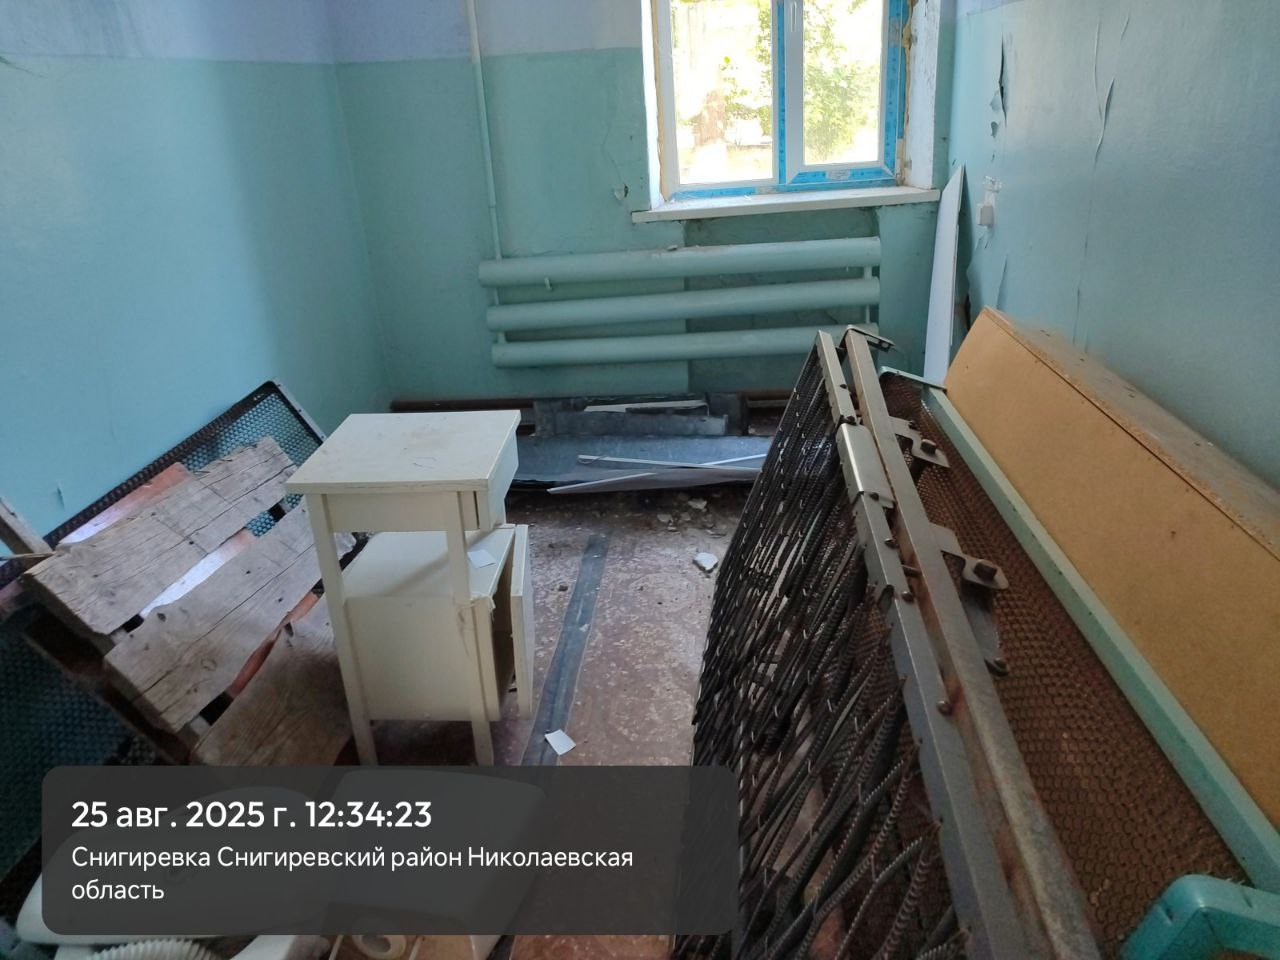 25 авг. 2025 г. 12:34:23
Снигиревка Снигиревский район Николаевская
область